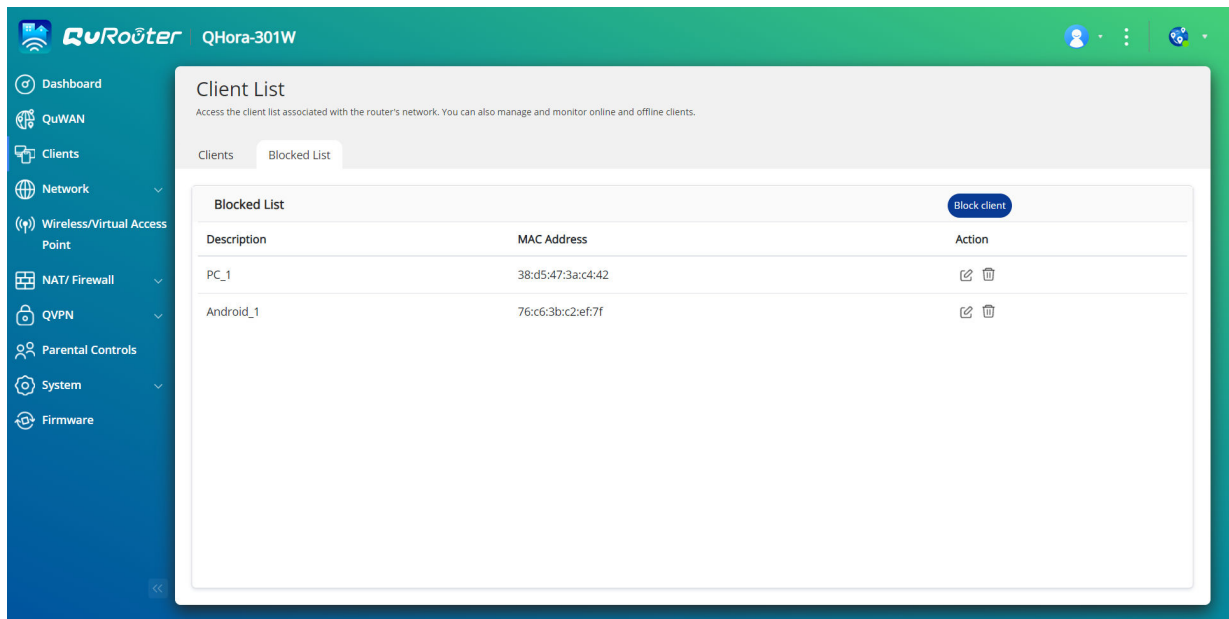 QuRoûter QHora-301W
Dashboard
QuWAN
Clients
Network
Wireless/Virtual Access
Point
NAT/ Firewall
QVPN
Parental Controls
System
Firmware
Client List
Access the client list associated with the router's network. You can also manage and monitor online and offline clients.
Clients Blocked List
Blocked List Block client
Description MAC Address Action
PC_1 38:d5:47:3a:c4:42
Android_1 76:c6:3b:c2:ef:7f